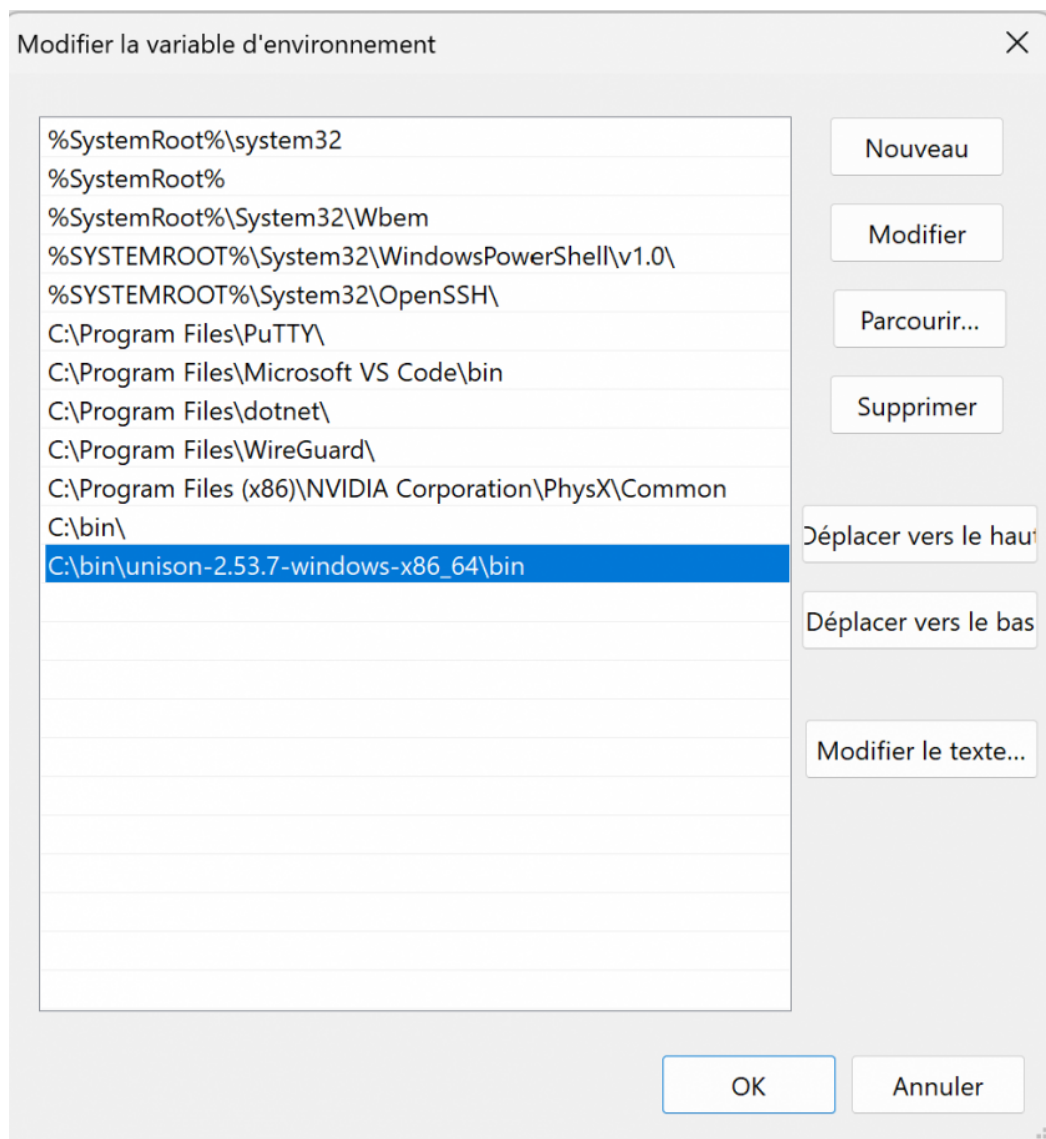 Modifier la variable d'environnement
%SystemRoot%\system32
%SystemRoot%
%SystemRoot%\System32\Wbem
%SYSTEMROOT%\System32\WindowsPowerShell\v1.0\
%SYSTEMROOT%\System32\OpenSSH\
C:\Program Files\PuTTY\
C:\Program Files\Microsoft VS Code\bin
C:\Program Files\dotnet\
C:\Program Files\WireGuard\
C:\Program Files (x86)\NVIDIA Corporation\PhysX\Common
C:\bin\
C:\bin\unison-2.53.7-windows-x86_64\bin
Nouveau
Modifier
Parcourir...
Supprimer
Déplacer vers le haut
Déplacer vers le bas
Modifier le texte...
OK
Annuler